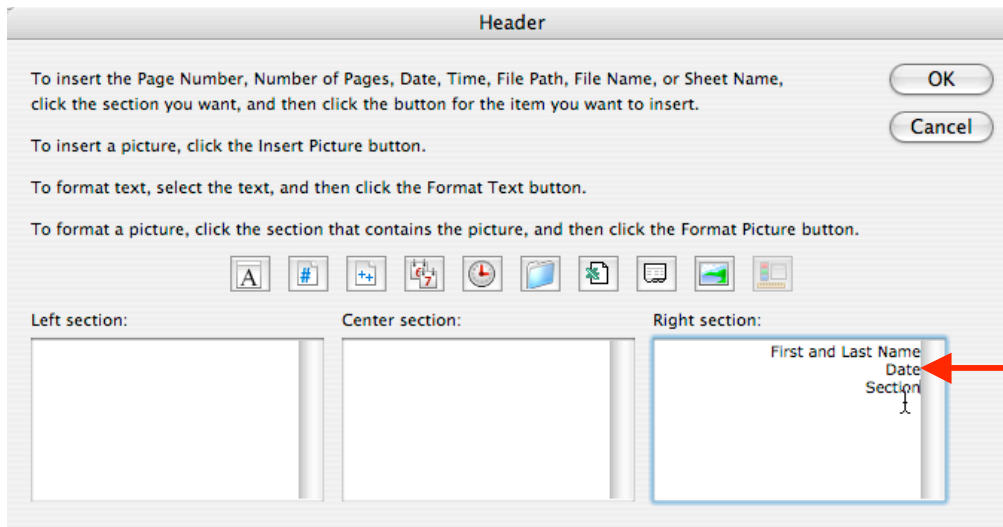 Header
To insert the Page Number, Number of Pages, Date, Time, File Path, File Name, or Sheet Name,
click the section you want, and then click the button for the item you want to insert.
OK
Cancel
To insert a picture, click the Insert Picture button.
To format text, select the text, and then click the Format Text button.
To format a picture, click the section that contains the picture, and then click the Format Picture button.
A # ++ 6 7
Left section:
Center section:
Right section:
First and Last Name
Date
Section